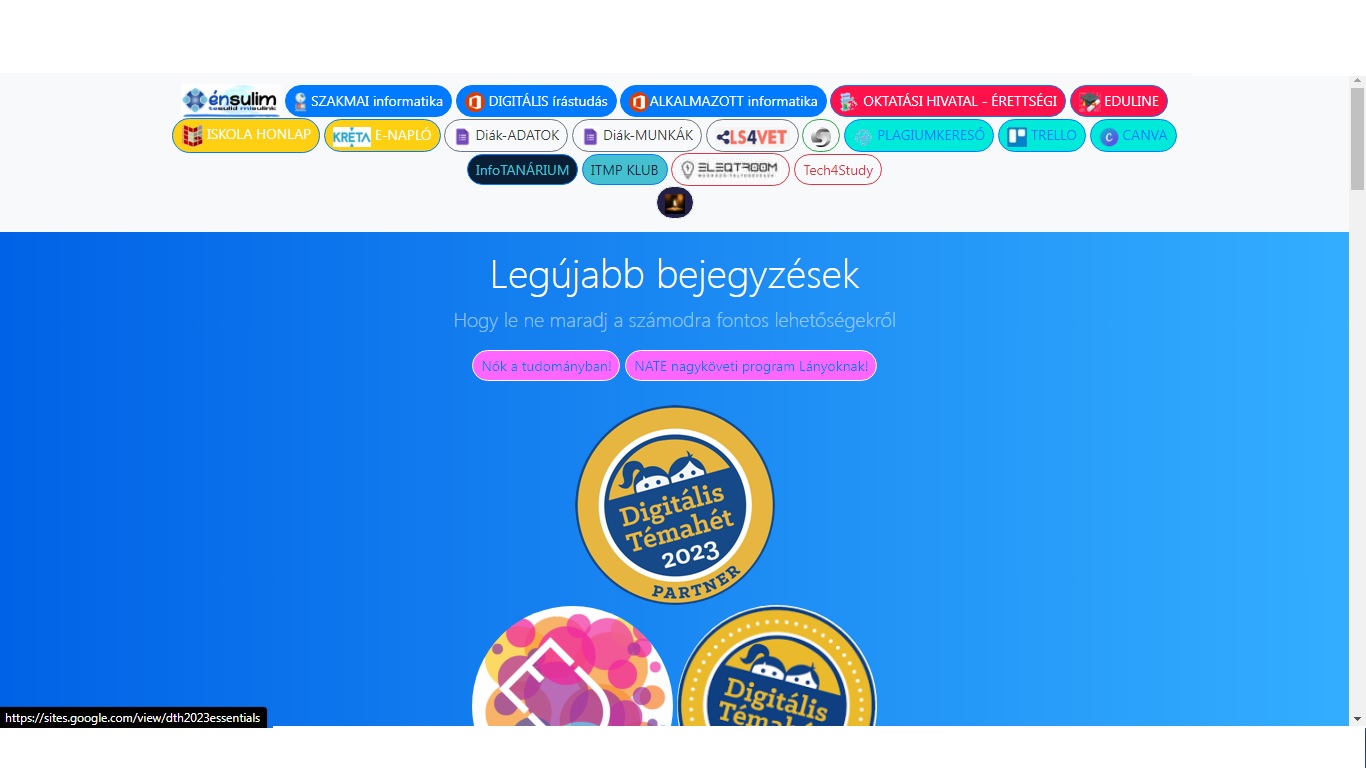 énsulim SZAKMAI informatika DIGITÁLIS írástudás ALKALMAZOTT informatika OKTATÁSI HIVATAL - ÉRETTSÉGI EDULINE
tesulid misulink
ISKOLA HONLAP KRÉTA E-NAPLÓ Diák-ADATOK Diák-MUNKÁK LS4VET PLAGIUMKERESŐ TRELLO CANVA
InfoTANÁRIUM ITMP KLUB ELEQTROOM Tech4Study
Legújabb bejegyzések
Hogy le ne maradj a számodra fontos lehetőségekről
Nők a tudományban! NATE nagyköveti program Lányoknak!
Digitális
Témahét
2023
PARTNER
Digitális
https://sites.google.com/view/dth2023essentials